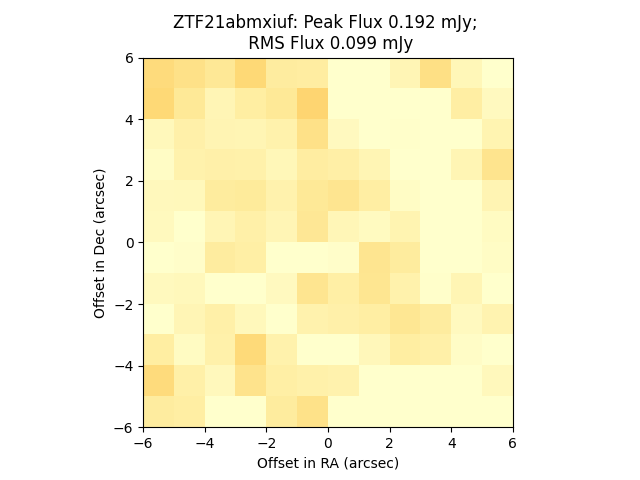 ZTF21abmxiuf: Peak Flux 0.192 mJy;
RMS Flux 0.099 mJy
6
4
2
0
−2
−4
−6
Offset in Dec (arcsec)
−6 −4 −2 0 2 4 6
Offset in RA (arcsec)